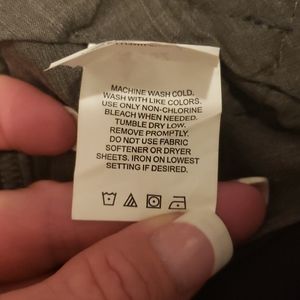 MACHINE WASH COLD,
WASH WITH LIKE COLORS.
USE ONLY NON-CHLORINE
BLEACH WHEN NEEDED.
TUMBLE DRY LOW.
REMOVE PROMPTLY.
DO NOT USE FABRIC
SOFTENER OR DRYER
SHEETS. IRON ON LOWEST
SETTING IF DESIRED.